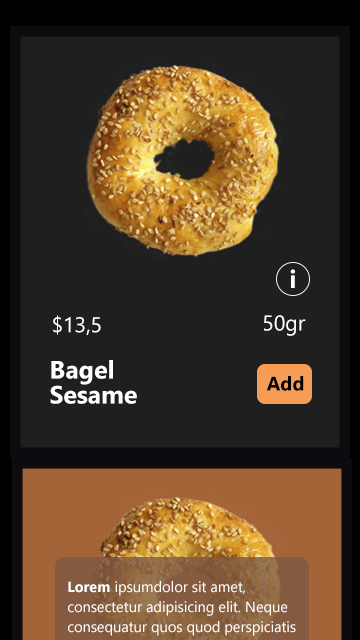 i
$13,5
50gr
Bagel
Sesame
Add
Lorem ipsumdolor sit amet,
consectetur adipisicing elit. Neque
consequatur quos quod perspiciatis